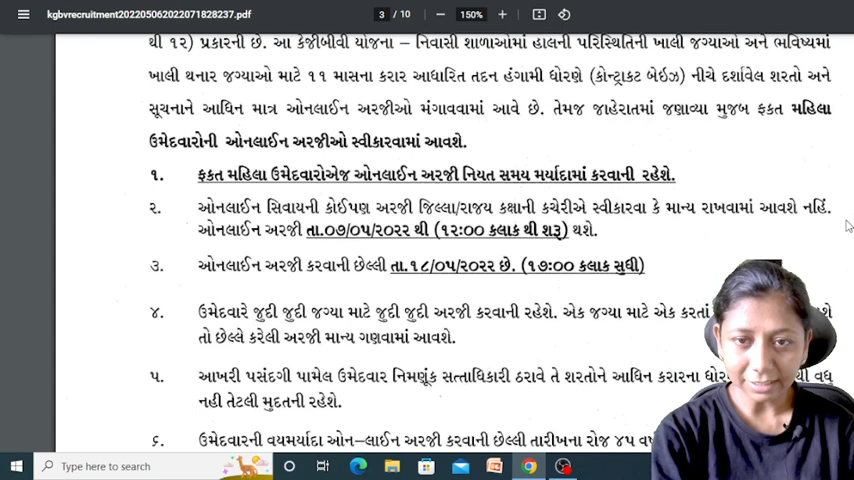 kgbvrecruitment20220506202207182​8237.pdf
3 / 10
150%
થી ૧૨) પ્રકારની છે. આ કેજીબીવી યોજના – નિવાસી શાળાઓમાં હાલની પરિસ્થિતિની ખાલી જગ્યાઓ અને ભવિષ્યમાં
ખાલી થનાર જગ્યાઓ માટે ૧૧ માસના કરાર આધારિત તદન હંગામી ધોરણે (કોન્ટ્રાકટ બેઇઝ) નીચે દર્શાવેલ શરતો અને
સૂચનાને આધિન માત્ર ઓનલાઈન અરજીઓ મંગાવવામાં આવે છે. તેમજ જાહેરાતમાં જણાવ્યા મુજબ ફકત મહિલા
ઉમેદવારોની ઓનલાઈન અરજીઓ સ્વીકારવામાં આવશે.
૧. ફકત મહિલા ઉમેદવારોએજ ઓનલાઈન અરજી નિયત સમય મર્યાદામાં કરવાની રહેશે.
૨. ઓનલાઈન સિવાયની કોઈપણ અરજી જિલ્લા/રાજય કક્ષાની કચેરીએ સ્વીકારવા કે માન્ય રાખવામાં આવશે નહિં.
ઓનલાઈન અરજી તા.૦૭/૦૫/૨૦૨૨ થી (૧૨:૦૦ કલાક થી શરૂ) થશે.
૩. ઓનલાઈન અરજી કરવાની છેલ્લી તા.૧૮/૦૫/૨૦૨૨ છે. (૧૭:૦૦ કલાક સુધી)
૪. ઉમેદવારે જુદી જુદી જગ્યા માટે જુદી જુદી અરજી કરવાની રહેશે. એક જગ્યા માટે એક કરતાં
તો છેલ્લે કરેલી અરજી માન્ય ગણવામાં આવશે.
૫. આખરી પસંદગી પામેલ ઉમેદવાર નિમણૂંક સત્તાધિકારી ઠરાવે તે શરતોને આધિન કરારના થી વધુ
નહી તેટલી મુદતની રહેશે.
૬. ઉમેદવારની વયમર્યાદા ઓન–લાઈન અરજી કરવાની છેલ્લી તારીખના રોજ ૪૫
Type here to search